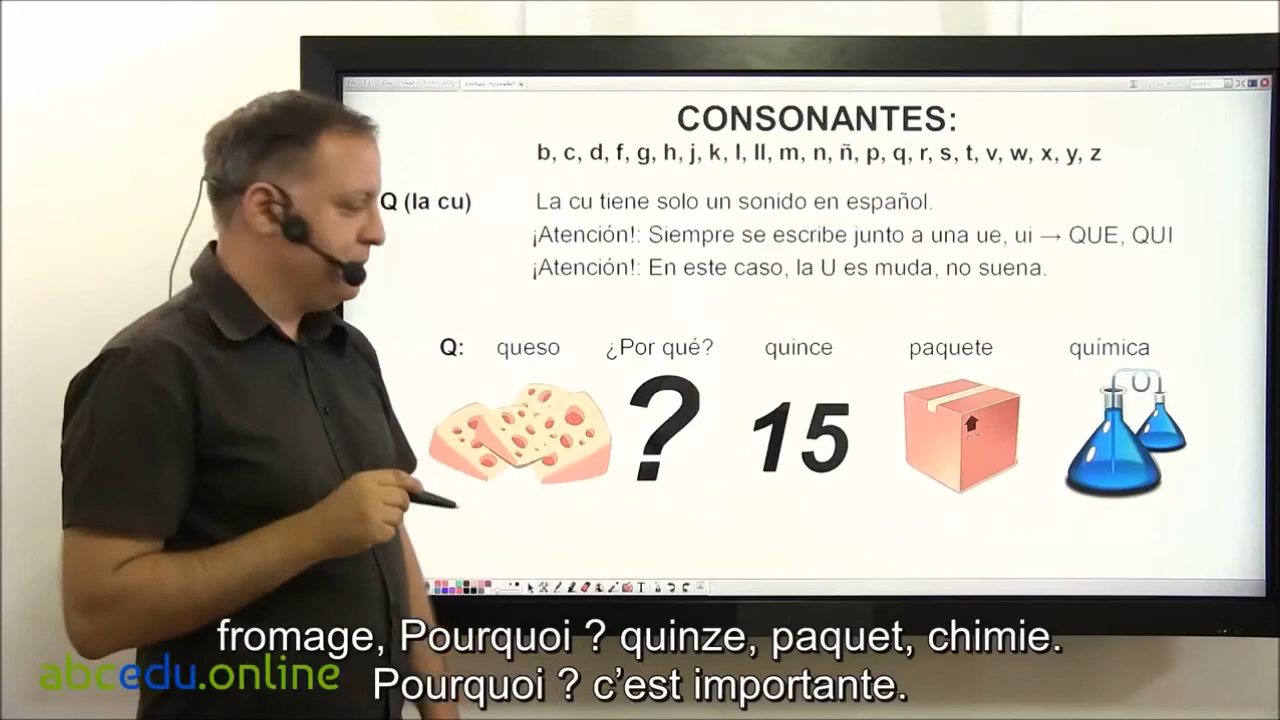 CONSONANTES:
b, c, d, f, g, h, j, k, l, ll, m, n, ñ, p, q, r, s, t, v, w, x, y, z
Q (la cu) La cu tiene solo un sonido en español.
¡Atención!: Siempre se escribe junto a una ue, ui → QUE, QUI
¡Atención!: En este caso, la U es muda, no suena.
Q: queso ¿Por qué? quince paquete química
? 15
fromage, Pourquoi ? quinze, paquet, chimie.
Pourquoi ? c’est importante.
abcedu.online